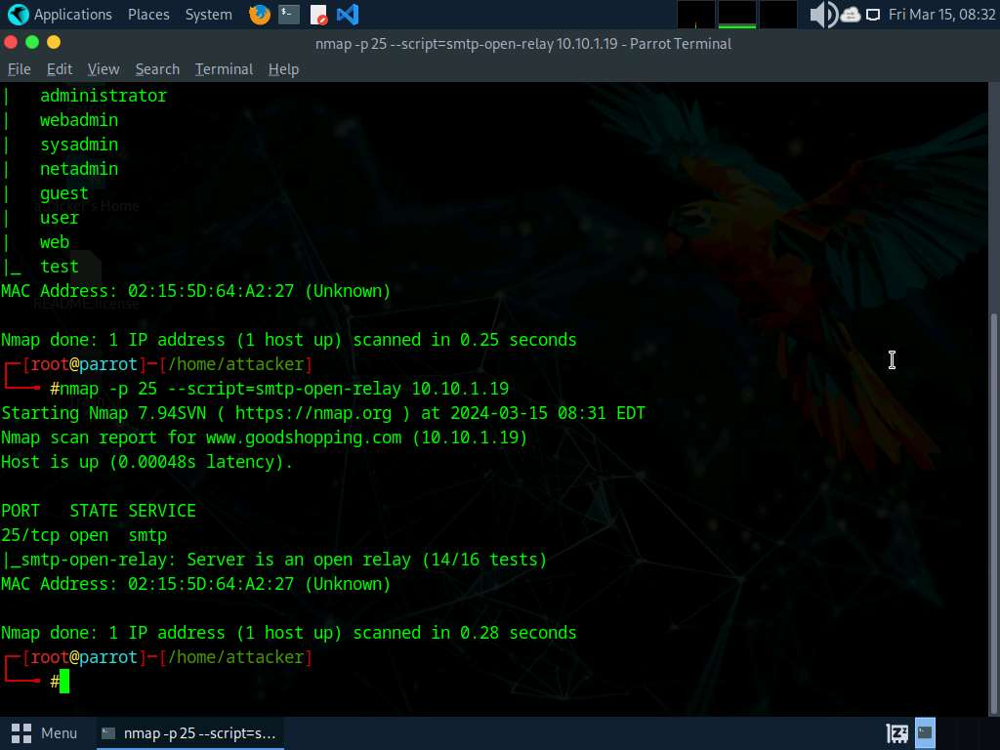 Applications Places System Fri Mar 15, 08:32
nmap -p 25 --script=smtp-open-relay 10.10.1.19 - Parrot Terminal
File Edit View Search Terminal Help
| administrator
| webadmin
| sysadmin
| netadmin
| guest
attacker's Home
| user
| web
|_ test
MAC Address: 02:15:5D:64:A2:27 (Unknown)
README.license
Nmap done: 1 IP address (1 host up) scanned in 0.25 seconds
┌─[root@parrot]─[/home/attacker]
└──╼ #nmap -p 25 --script=smtp-open-relay 10.10.1.19
Starting Nmap 7.94SVN ( https://nmap.org ) at 2024-03-15 08:31 EDT
Nmap scan report for www.goodshopping.com (10.10.1.19)
Host is up (0.00048s latency).
PORT STATE SERVICE
25/tcp open smtp
|_smtp-open-relay: Server is an open relay (14/16 tests)
MAC Address: 02:15:5D:64:A2:27 (Unknown)
Nmap done: 1 IP address (1 host up) scanned in 0.28 seconds
┌─[root@parrot]─[/home/attacker]
└──╼ #
Menu nmap -p 25 --script=s...